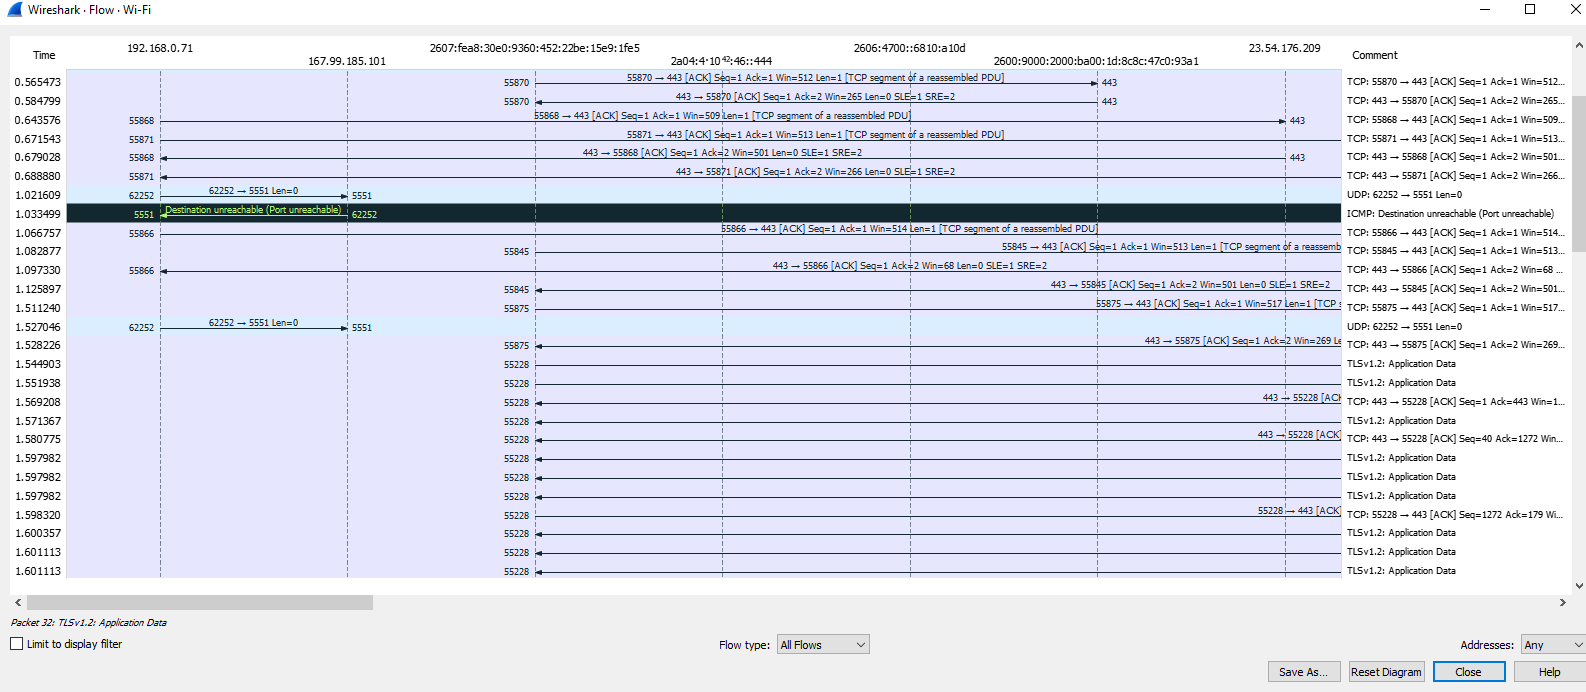 Wireshark · Flow · Wi-Fi
Time 192.168.0.71 2607:fea8:30e0:9360:452:22be:15e9:1fe5 2606:4700::6810:a10d 23.54.176.209 Comment
167.99.185.101 2600:9000:2000:ba00:1d:8c8c:47c0:93a1
0.565473 55870 55870 → 443 [ACK] Seq=1 Ack=1 Win=512 Len=1 [TCP segment of a reassembled PDU] 443 TCP: 55870 → 443 [ACK] Seq=1 Ack=1 Win=512...
0.584799 55870 443 → 55870 [ACK] Seq=1 Ack=2 Win=265 Len=0 SLE=1 SRE=2 443 TCP: 443 → 55870 [ACK] Seq=1 Ack=2 Win=265...
0.643576 55868 55868 → 443 [ACK] Seq=1 Ack=1 Win=509 Len=1 [TCP segment of a reassembled PDU] 443 TCP: 55868 → 443 [ACK] Seq=1 Ack=1 Win=509...
0.671543 55871 55871 → 443 [ACK] Seq=1 Ack=1 Win=513 Len=1 [TCP segment of a reassembled PDU] TCP: 55871 → 443 [ACK] Seq=1 Ack=1 Win=513...
0.679028 55868 443 → 55868 [ACK] Seq=1 Ack=2 Win=501 Len=0 SLE=1 SRE=2 443 TCP: 443 → 55868 [ACK] Seq=1 Ack=2 Win=501...
0.688880 55871 443 → 55871 [ACK] Seq=1 Ack=2 Win=266 Len=0 SLE=1 SRE=2 TCP: 443 → 55871 [ACK] Seq=1 Ack=2 Win=266...
1.021609 62252 62252 → 5551 Len=0 5551 UDP: 62252 → 5551 Len=0
1.033499 5551 Destination unreachable (Port unreachable) 62252 ICMP: Destination unreachable (Port unreachable)
1.066757 55866 55866 → 443 [ACK] Seq=1 Ack=1 Win=514 Len=1 [TCP segment of a reassembled PDU] TCP: 55866 → 443 [ACK] Seq=1 Ack=1 Win=514...
1.082877 55845 55845 → 443 [ACK] Seq=1 Ack=1 Win=513 Len=1 [TCP segment of a reassemb TCP: 55845 → 443 [ACK] Seq=1 Ack=1 Win=513...
1.097330 55866 443 → 55866 [ACK] Seq=1 Ack=2 Win=68 Len=0 SLE=1 SRE=2 TCP: 443 → 55866 [ACK] Seq=1 Ack=2 Win=68 ...
1.125897 55845 443 → 55845 [ACK] Seq=1 Ack=2 Win=501 Len=0 SLE=1 SRE=2 TCP: 443 → 55845 [ACK] Seq=1 Ack=2 Win=501...
1.511240 55875 55875 → 443 [ACK] Seq=1 Ack=1 Win=517 Len=1 [TCP s TCP: 55875 → 443 [ACK] Seq=1 Ack=1 Win=517...
1.527046 62252 62252 → 5551 Len=0 5551 UDP: 62252 → 5551 Len=0
1.528226 55875 443 → 55875 [ACK] Seq=1 Ack=2 Win=269 Le TCP: 443 → 55875 [ACK] Seq=1 Ack=2 Win=269...
1.544903 55228 TLSv1.2: Application Data
1.551938 55228 TLSv1.2: Application Data
1.569208 55228 443 → 55228 [ACK TCP: 443 → 55228 [ACK] Seq=1 Ack=443 Win=1...
1.571367 55228 TLSv1.2: Application Data
1.580775 55228 443 → 55228 [ACK] TCP: 443 → 55228 [ACK] Seq=40 Ack=1272 Win...
1.597982 55228 TLSv1.2: Application Data
1.597982 55228 TLSv1.2: Application Data
1.597982 55228 TLSv1.2: Application Data
1.598320 55228 55228 → 443 [ACK] TCP: 55228 → 443 [ACK] Seq=1272 Ack=179 Wi...
1.600357 55228 TLSv1.2: Application Data
1.601113 55228 TLSv1.2: Application Data
1.601113 55228 TLSv1.2: Application Data
Packet 32: TLSv1.2: Application Data
Limit to display filter Flow type: All Flows Addresses: Any
Save As... Reset Diagram Close Help